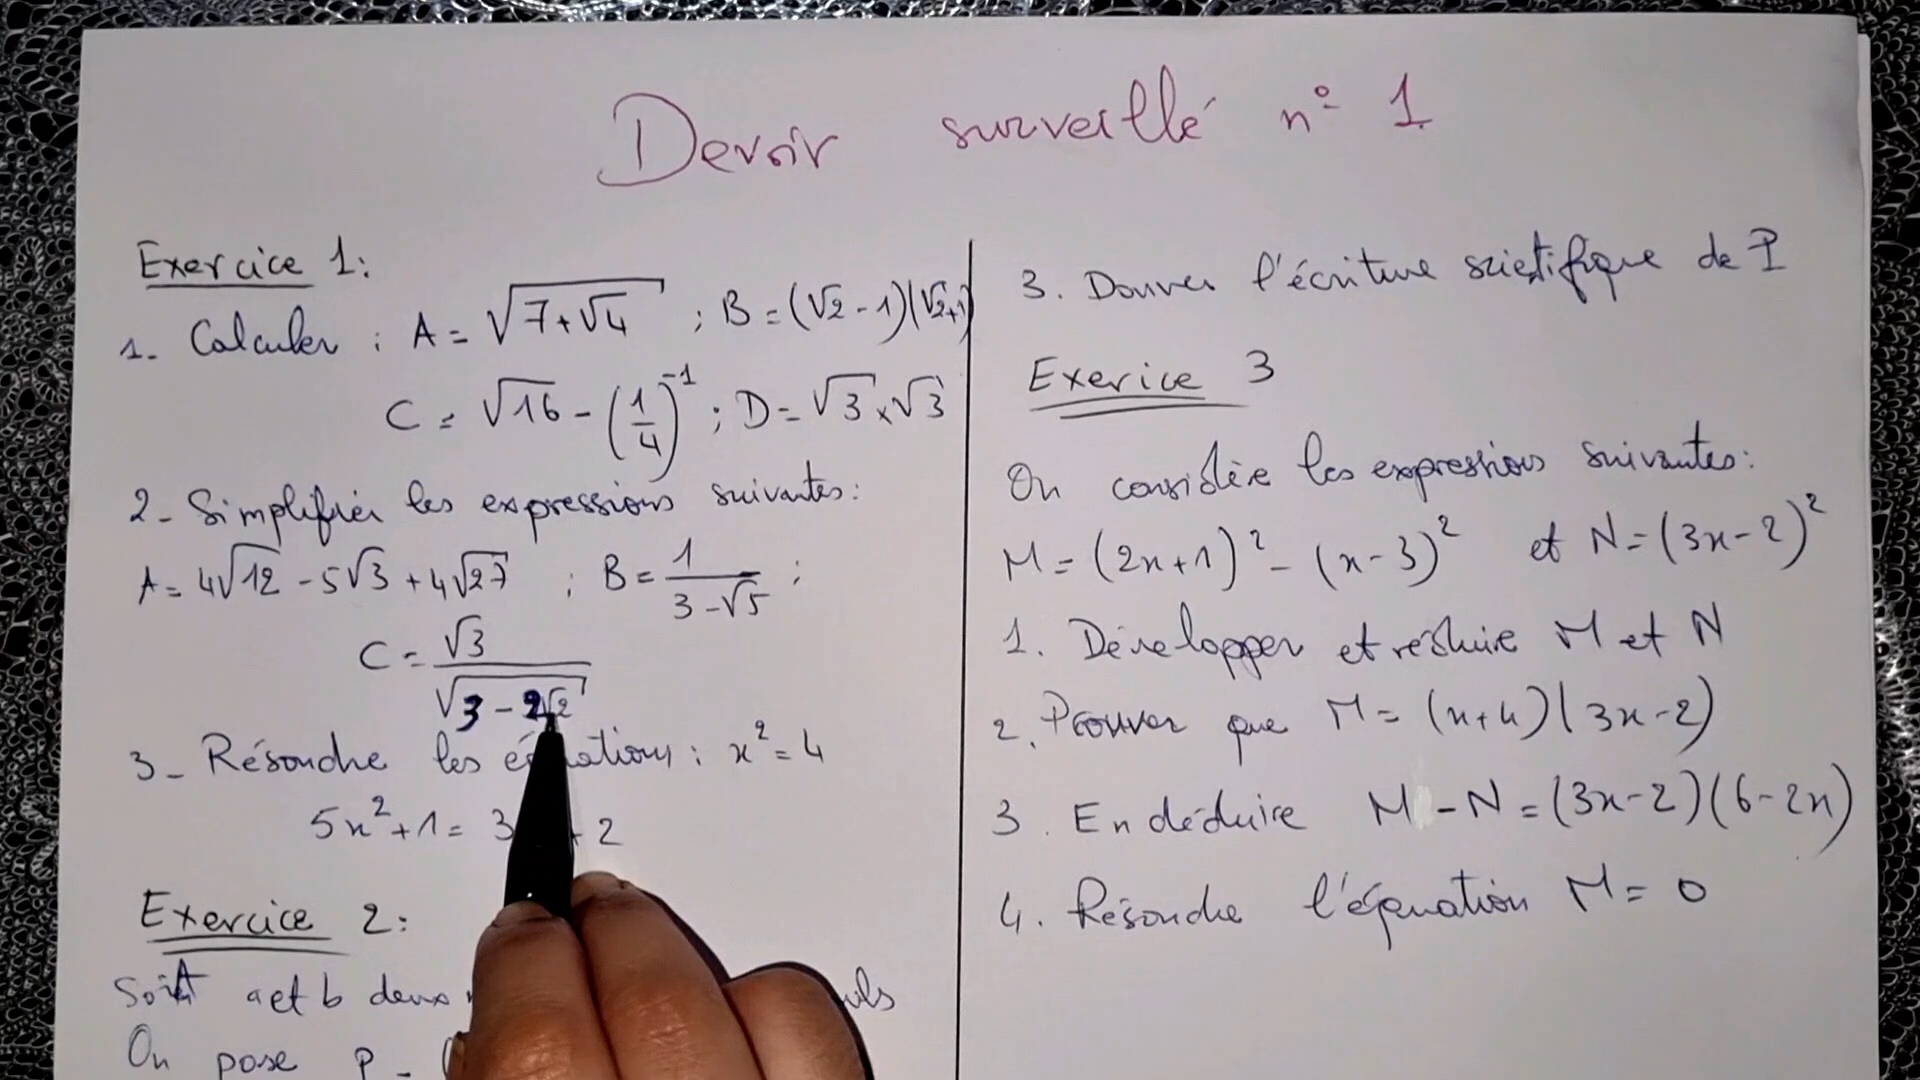 Devoir surveillé n° 1
Exercice 1:
1- Calculer : A = √(7+√4) ; B = (√2 - 1)(√2+1)
C = √16 - (1/4)^-1 ; D = √3 × √3
2- Simplifier les expressions suivantes:
A = 4√12 - 5√3 + 4√27 ; B = 1/(3-√5) ;
C = √3/√(3-2√2)
3- Résoudre les équations : x² = 4
5x² + 1 = 3 + 2
Exercice 2:
Soit a et b deux
On pose P = (
3. Donner l'écriture scietifique de P
Exerice 3
On considère les expressions suivantes:
M = (2x+1)² - (x-3)² et N = (3x-2)²
1. Développer et réduire M et N
2. Prouver que M = (x+4)(3x-2)
3. En déduire M - N = (3x-2)(6-2x)
4. Résoudre l'équation M = 0